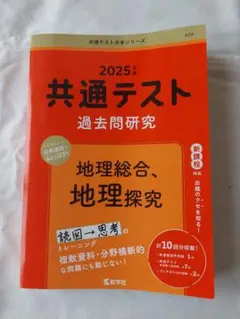 共通テスト赤本シリーズ
2025年版
共通テスト
過去問研究
地理総合、
地理探究
新課程
対応
出題のクセを知る!
読図→思考の
トレーニング
複数資料・分野横断的
な問題にも動じない!
計10回分収載!
教学社